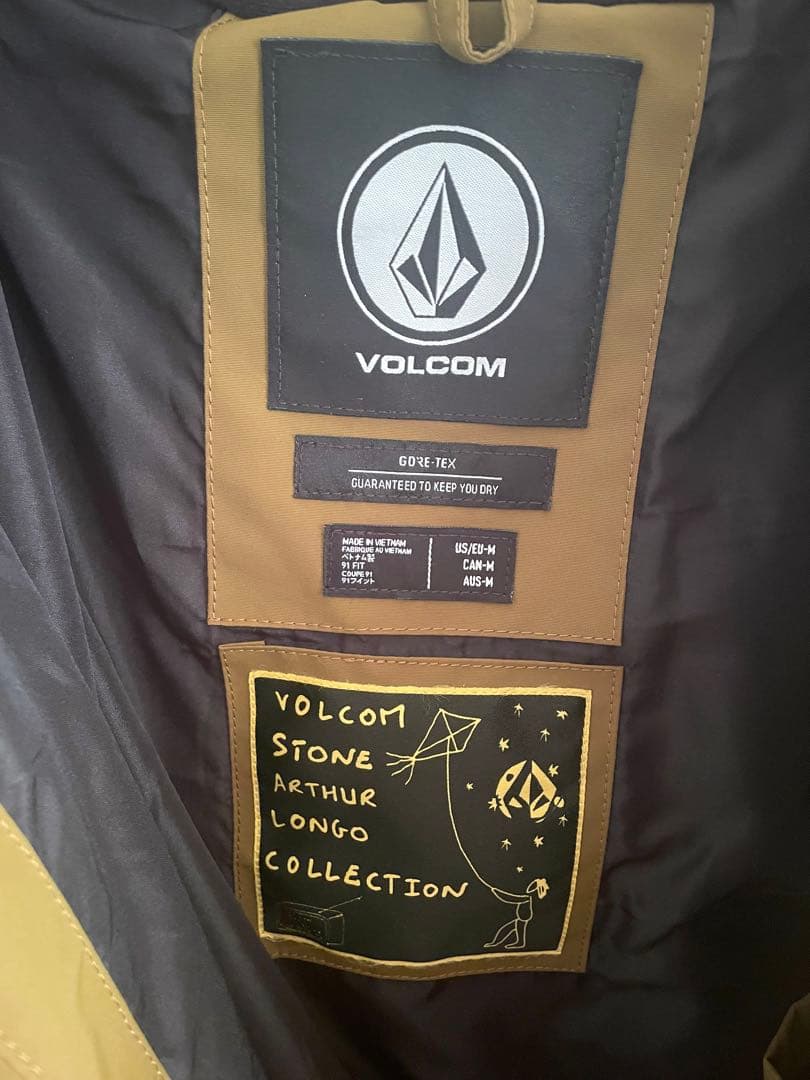 VOLCOM
GORE-TEX
GUARANTEED TO KEEP YOU DRY
MADE IN VIETNAM
FABRIQUE AU VIETNAM
ベトナム製
91 FIT
COUPE 91
91フィット
US/EU-M
CAN-M
AUS-M
VOLCOM
STONE
ARTHUR
LONGO
COLLECTION